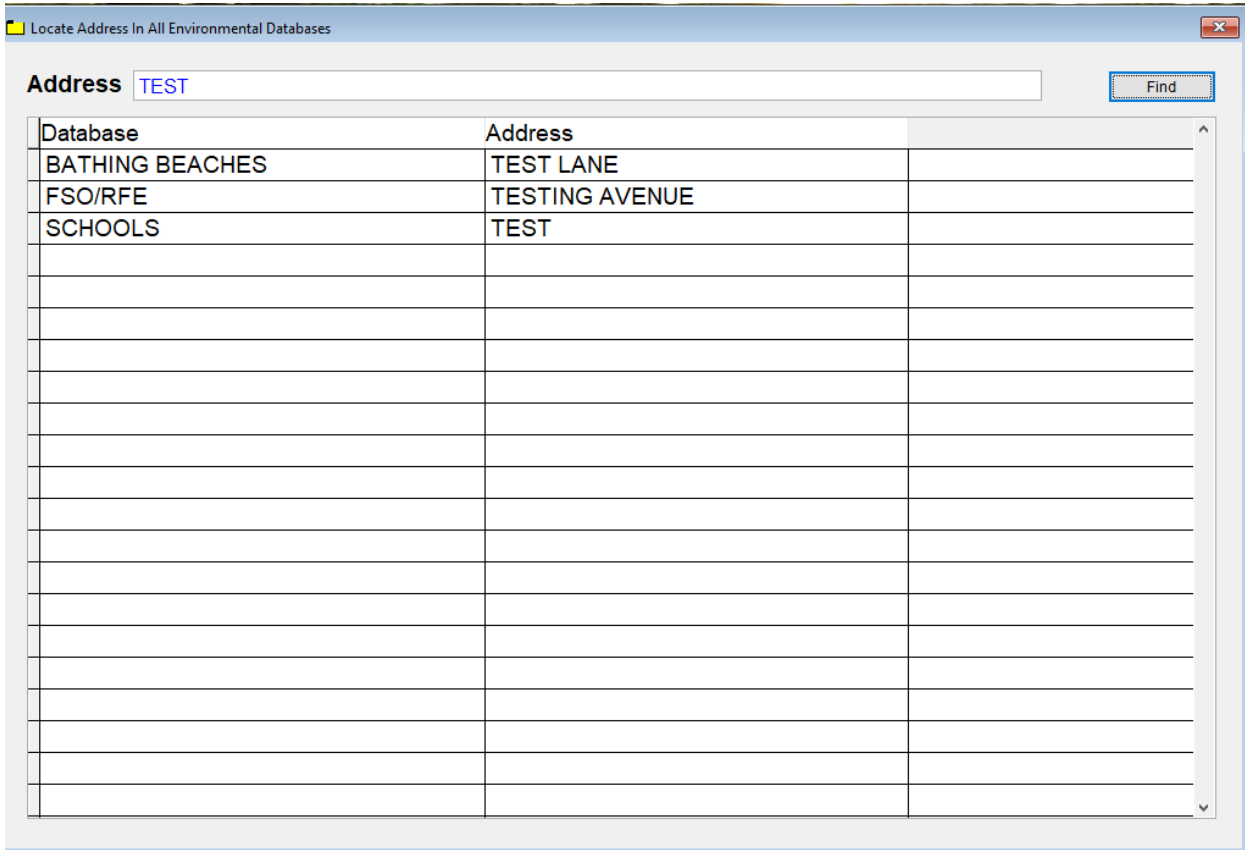 Locate Address In All Environmental Databases
Address TEST Find
Database Address
BATHING BEACHES TEST LANE
FSO/RFE TESTING AVENUE
SCHOOLS TEST